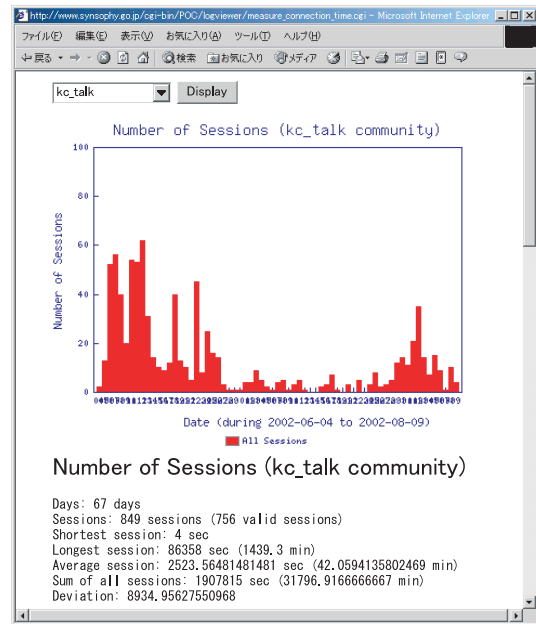 http://www.synsophy.go.jp/cgi-bin/POC/logviewer/measure_connection_time.cgi - Microsoft Internet Explorer
ファイル(F) 編集(E) 表示(V) お気に入り(A) ツール(T) ヘルプ(H)
戻る 検索 お気に入り メディア
kc_talk Display
Number of Sessions (kc_talk community)
100
80
60
40
20
0
Number of Sessions
Date (during 2002-06-04 to 2002-08-09)
All Sessions
Number of Sessions (kc_talk community)
Days: 67 days
Sessions: 849 sessions (756 valid sessions)
Shortest session: 4 sec
Longest session: 86358 sec (1439.3 min)
Average session: 2523.56481481481 sec (42.0594135802469 min)
Sum of all sessions: 1907815 sec (31796.9166666667 min)
Deviation: 8934.95627550968